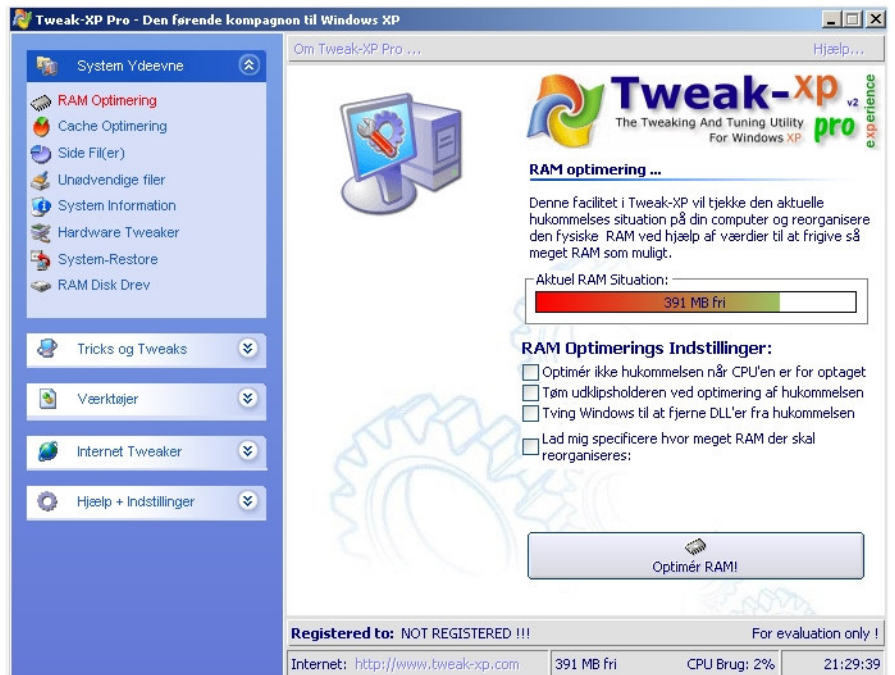 Tweak-XP Pro - Den førende kompagnon til Windows XP
System Ydeevne
RAM Optimering
Cache Optimering
Side Fil(er)
Unødvendige filer
System Information
Hardware Tweaker
System-Restore
RAM Disk Drev
Tricks og Tweaks
Værktøjer
Internet Tweaker
Hjælp + Indstillinger
Om Tweak-XP Pro ...
Hjælp...
Tweak-XP v2
pro
experience
The Tweaking And Tuning Utility
For Windows XP
RAM optimering ...
Denne facilitet i Tweak-XP vil tjekke den aktuelle
hukommelses situation på din computer og reorganisere
den fysiske RAM ved hjælp af værdier til at frigive så
meget RAM som muligt.
Aktuel RAM Situation:
391 MB fri
RAM Optimerings Indstillinger:
Optimér ikke hukommelsen når CPU'en er for optaget
Tøm udklipsholderen ved optimering af hukommelsen
Tving Windows til at fjerne DLL'er fra hukommelsen
Lad mig specificere hvor meget RAM der skal
reorganiseres:
Optimér RAM!
Registered to: NOT REGISTERED !!!
For evaluation only !
Internet: http://www.tweak-xp.com
391 MB fri
CPU Brug: 2%
21:29:39